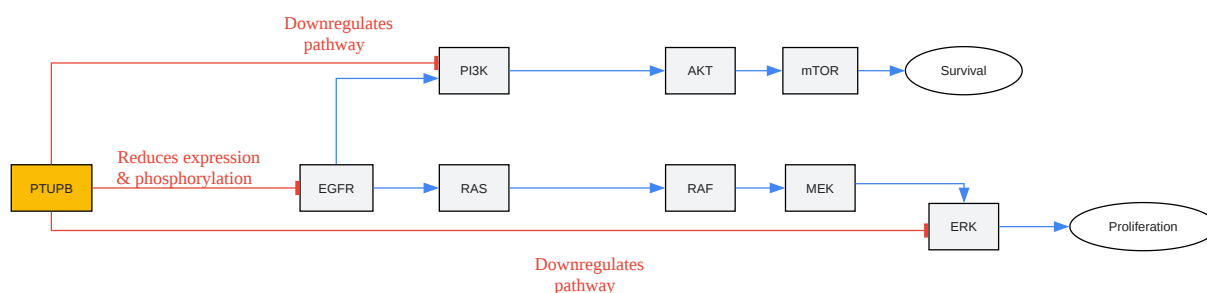 Downregulates
pathway
PI3K
AKT
mTOR
Survival
Reduces expression
& phosphorylation
PTUPB
EGFR
RAS
RAF
MEK
ERK
Proliferation
Downregulates
pathway